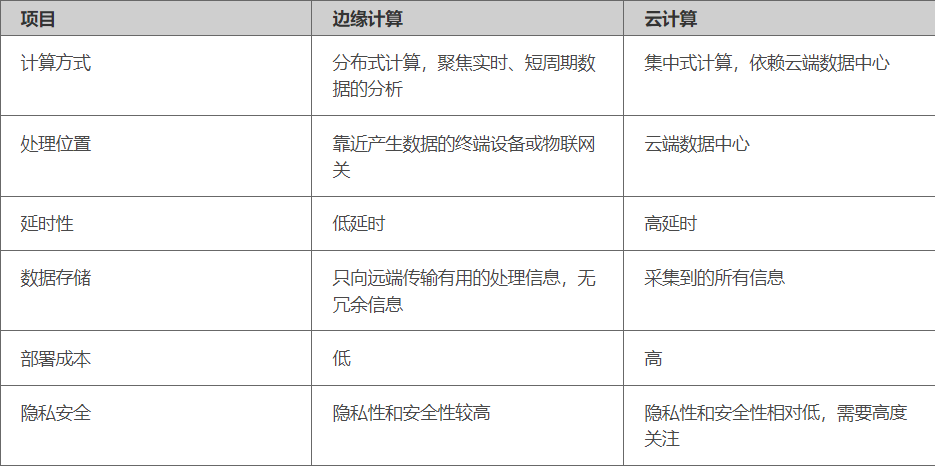 项目 边缘计算 云计算
计算方式 分布式计算，聚焦实时、短周期数 集中式计算，依赖云端数据中心
据的分析
处理位置 靠近产生数据的终端设备或物联网 云端数据中心
关
延时性 低延时 高延时
数据存储 只向远端传输有用的处理信息，无 采集到的所有信息
冗余信息
部署成本 低 高
隐私安全 隐私性和安全性较高 隐私性和安全性相对低，需要高度
关注